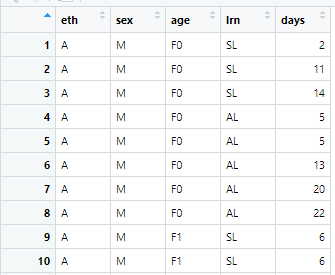 eth sex age lrn days
1 A M F0 SL 2
2 A M F0 SL 11
3 A M F0 SL 14
4 A M F0 AL 5
5 A M F0 AL 5
6 A M F0 AL 13
7 A M F0 AL 20
8 A M F0 AL 22
9 A M F1 SL 6
10 A M F1 SL 6